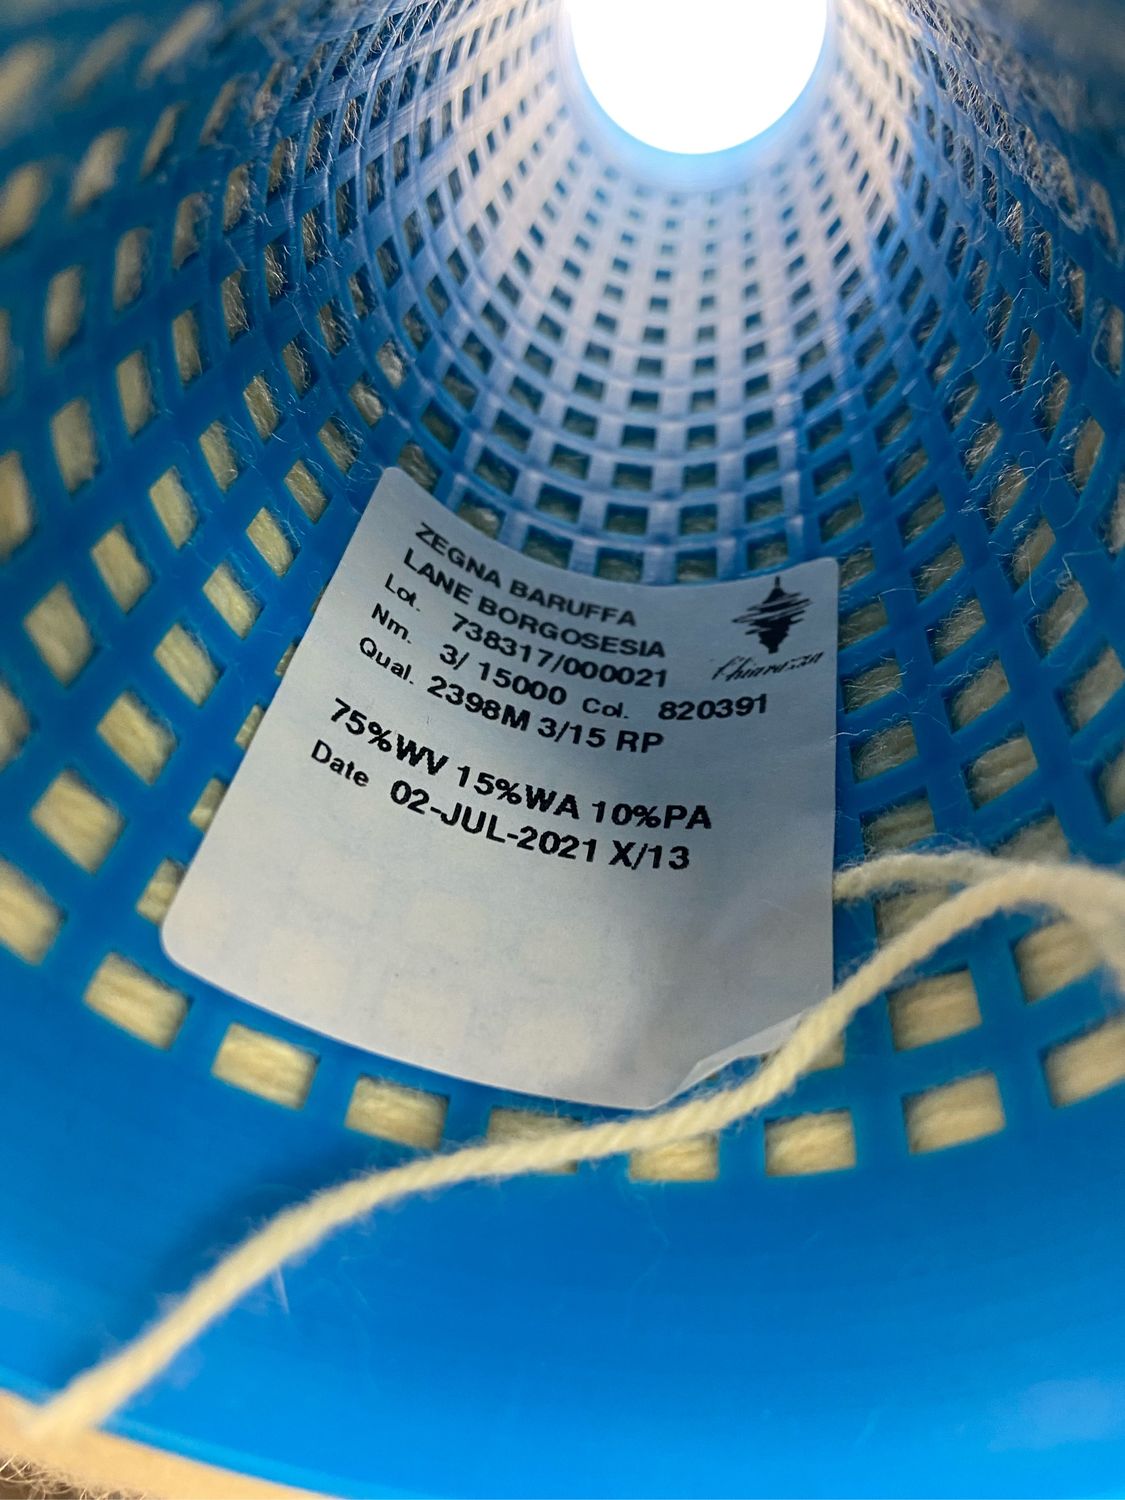 ZEGNA BARUFFA
LANE BORGOSESIA
Lot. 738317/000021
Nm. 3/ 15000 Col. 820391
Qual. 2398M 3/15 RP
75%WV 15%WA 10%PA
Date 02-JUL-2021 X/13